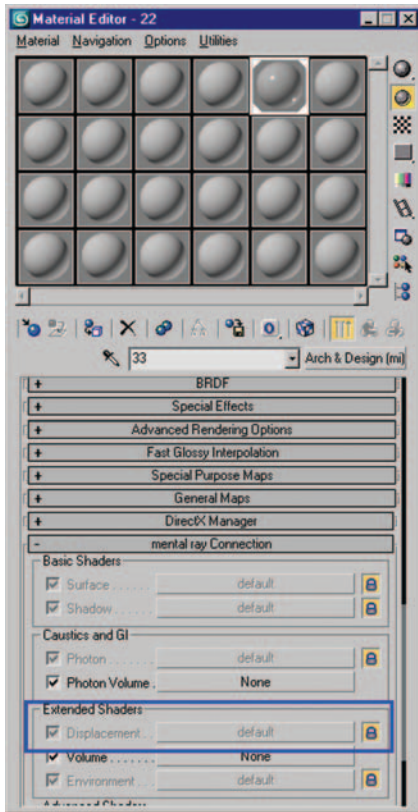 Material Editor - 22
Material Navigation Options Utilities
33 Arch & Design (mi)
+ BRDF
+ Special Effects
+ Advanced Rendering Options
+ Fast Glossy Interpolation
+ Special Purpose Maps
+ General Maps
+ DirectX Manager
- mental ray Connection
Basic Shaders
Surface . . . . . . default
Shadow . . . . . . default
Caustics and GI
Photon . . . . . . . default
Photon Volume . None
Extended Shaders
Displacement . . default
Volume . . . . . . None
Environment . . default
Advanced Shader